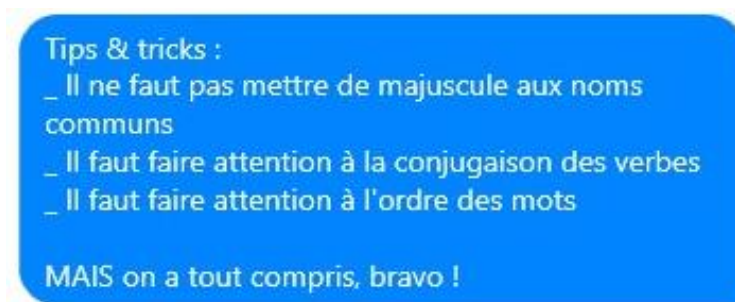 Tips & tricks :
_ Il ne faut pas mettre de majuscule aux noms
communs
_ Il faut faire attention à la conjugaison des verbes
_ Il faut faire attention à l'ordre des mots
MAIS on a tout compris, bravo !